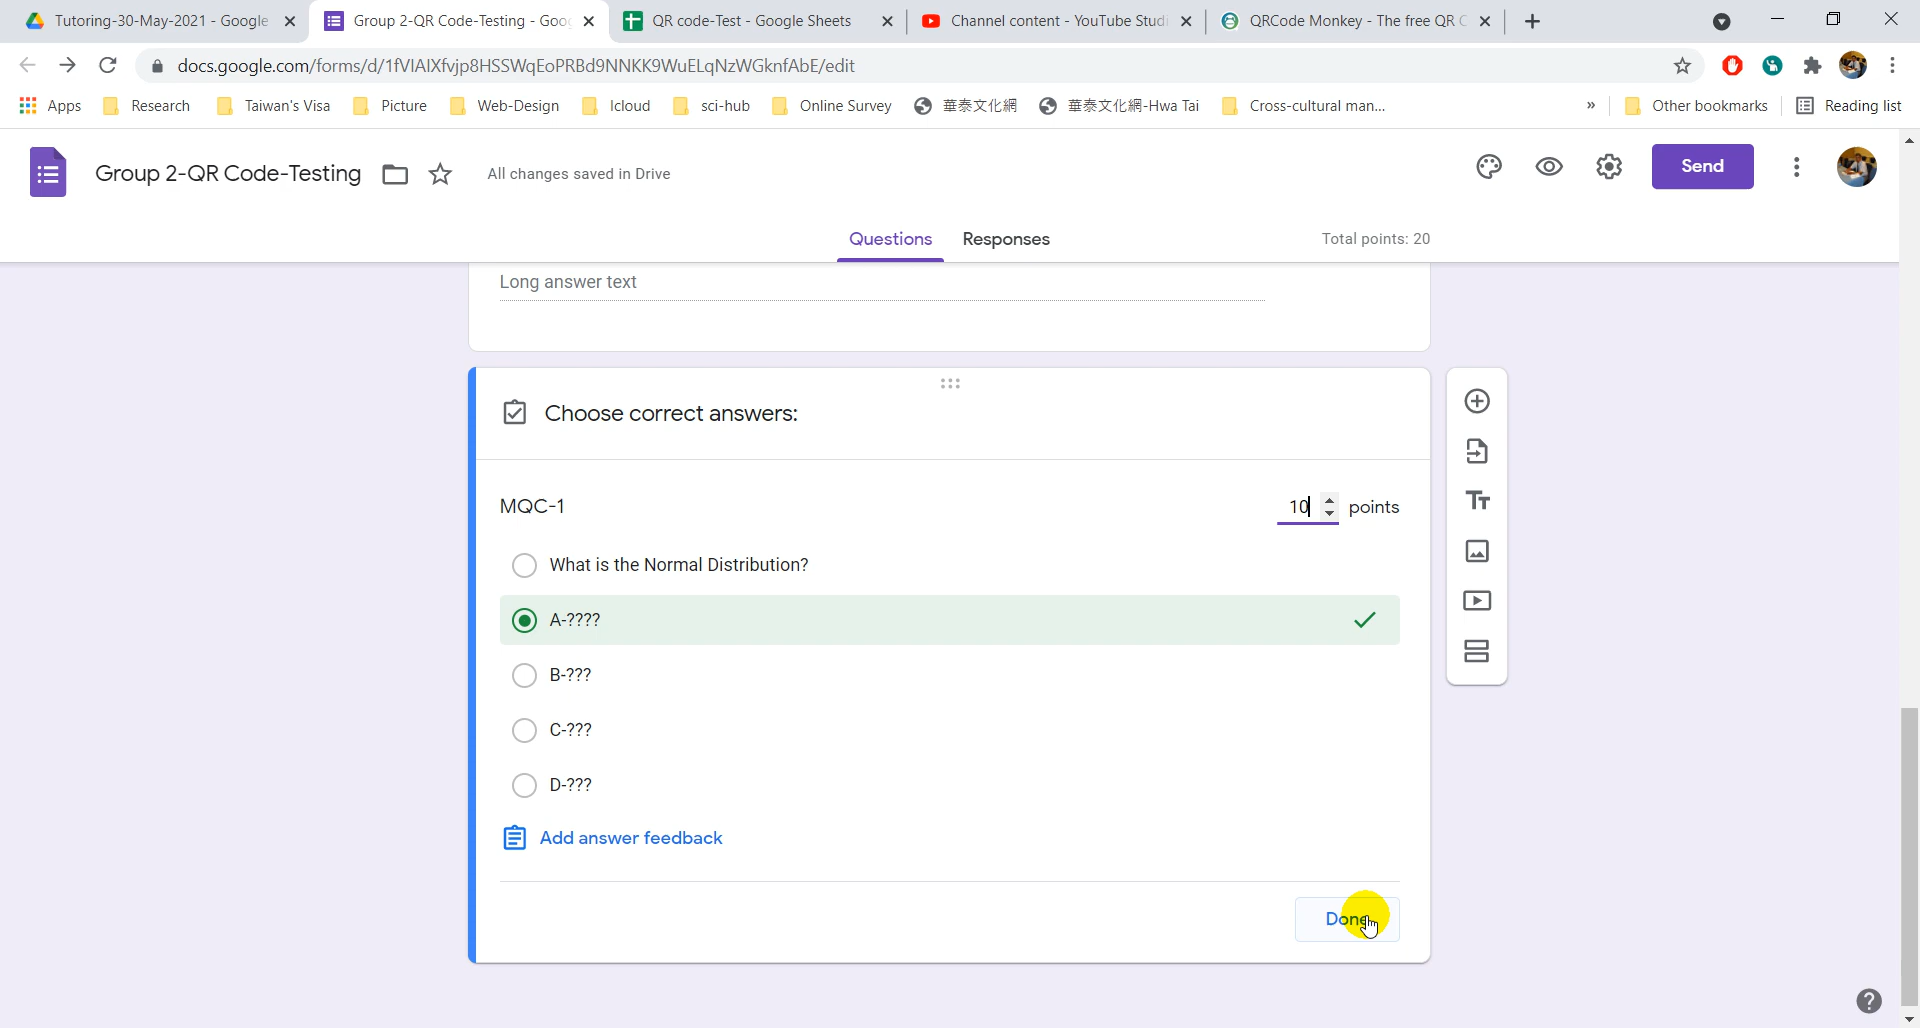 Tutoring-30-May-2021 - Google
Group 2-QR Code-Testing - Goo
QR code-Test - Google Sheets
Channel content - YouTube Studi
QRCode Monkey - The free QR C
docs.google.com/forms/d/1fVIAIXfvjp8HSSWqEoPRBd9NNKK9WuELqNzWGknfAbE/edit
Apps
Research
Taiwan's Visa
Picture
Web-Design
Icloud
sci-hub
Online Survey
華泰文化網
華泰文化網-Hwa Tai
Cross-cultural man...
»
Other bookmarks
Reading list
Group 2-QR Code-Testing
All changes saved in Drive
Send
Questions
Responses
Total points: 20
Long answer text
Choose correct answers:
MQC-1
10 points
What is the Normal Distribution?
A-????
B-???
C-???
D-???
Add answer feedback
Done